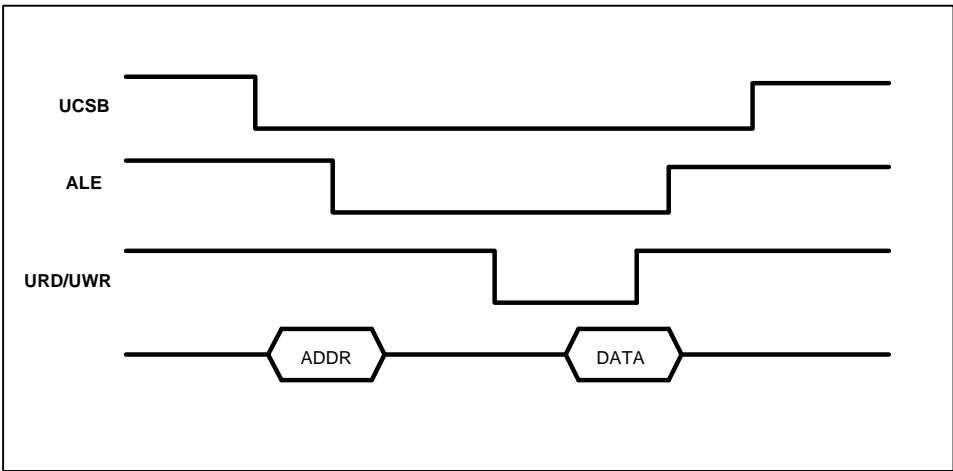 UCSB
ALE
URD/UWR
ADDR
DATA